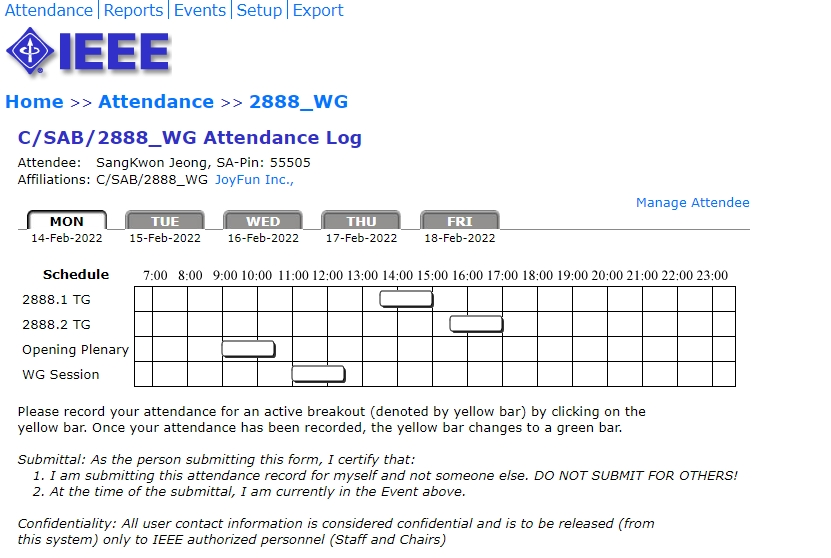 Attendance | Reports | Events | Setup | Export
IEEE
Home >> Attendance >> 2888_WG
C/SAB/2888_WG Attendance Log
Attendee: SangKwon Jeong, SA-Pin: 55505
Affiliations: C/SAB/2888_WG JoyFun Inc.,
Manage Attendee
MON TUE WED THU FRI
14-Feb-2022 15-Feb-2022 16-Feb-2022 17-Feb-2022 18-Feb-2022
Schedule 7:00 8:00 9:00 10:00 11:00 12:00 13:00 14:00 15:00 16:00 17:00 18:00 19:00 20:00 21:00 22:00 23:00
2888.1 TG
2888.2 TG
Opening Plenary
WG Session
Please record your attendance for an active breakout (denoted by yellow bar) by clicking on the
yellow bar. Once your attendance has been recorded, the yellow bar changes to a green bar.
Submittal: As the person submitting this form, I certify that:
1. I am submitting this attendance record for myself and not someone else. DO NOT SUBMIT FOR OTHERS!
2. At the time of the submittal, I am currently in the Event above.
Confidentiality: All user contact information is considered confidential and is to be released (from
this system) only to IEEE authorized personnel (Staff and Chairs)